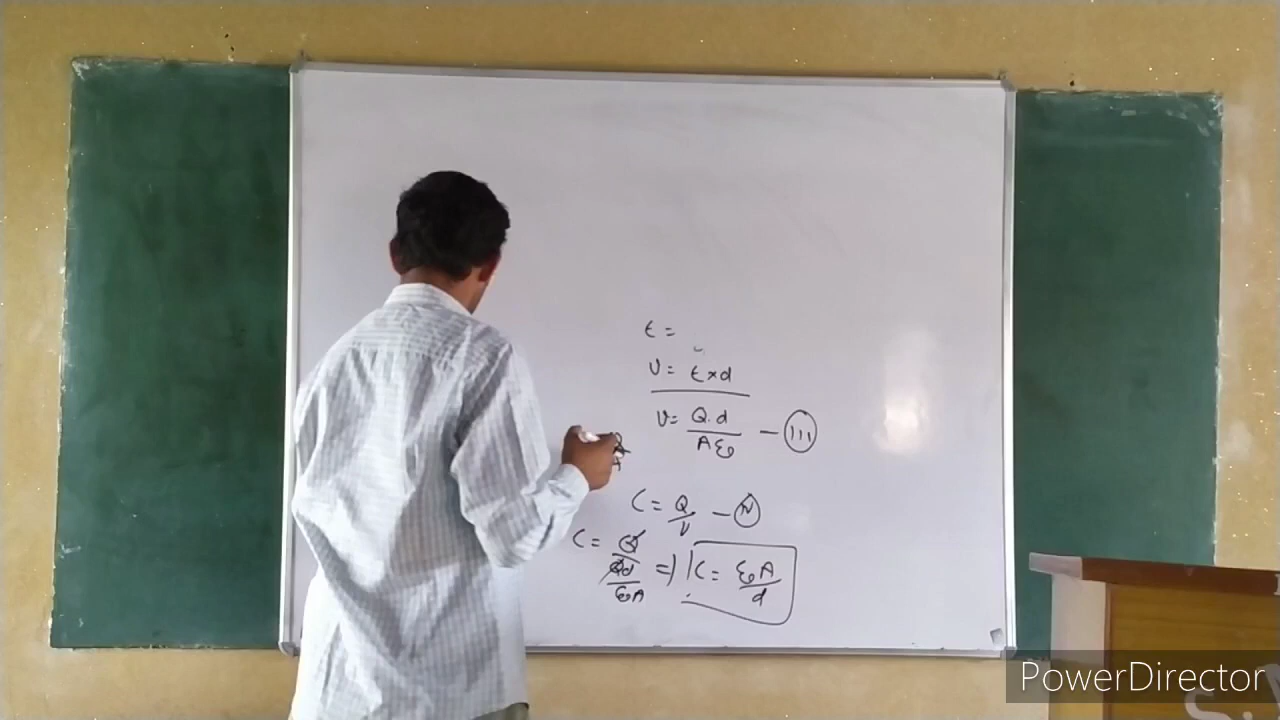 E =
V = E×d
V = Q.d / Aε₀ — (III)
C = Q/V — (IV)
C = Q / (Qd / ε₀A) ⇒ C = ε₀A / d
PowerDirector